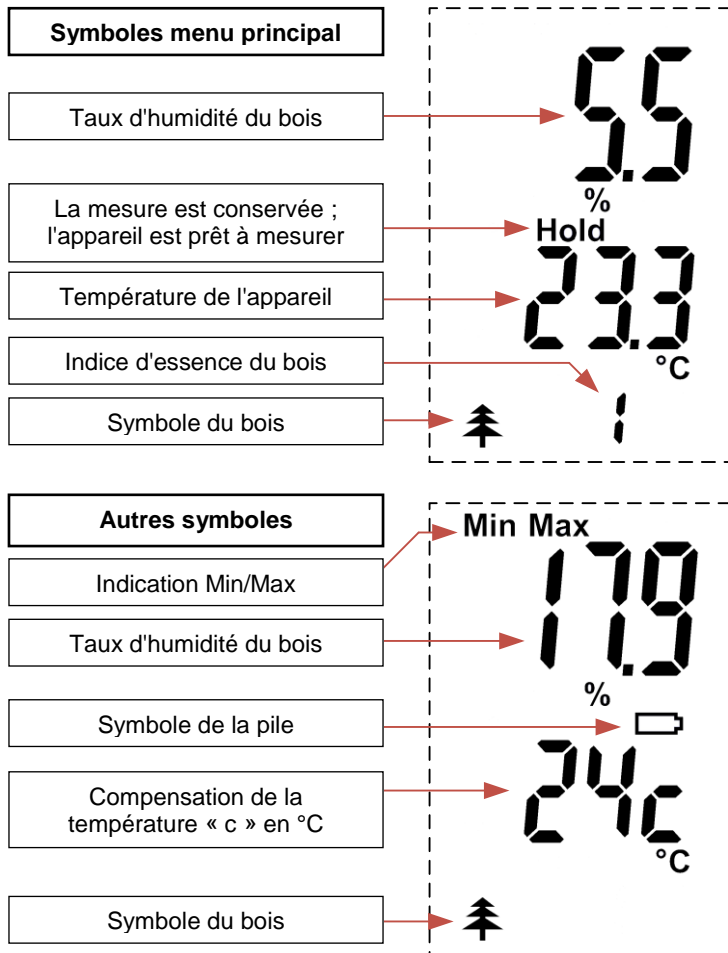 Symboles menu principal
Taux d'humidité du bois
5.5
%
La mesure est conservée ;
l'appareil est prêt à mesurer
Hold
Température de l'appareil
23.3
°C
Indice d'essence du bois
1
Symbole du bois
Autres symboles
Min Max
Indication Min/Max
17.9
Taux d'humidité du bois
%
Symbole de la pile
Compensation de la
température « c » en °C
24c
°C
Symbole du bois